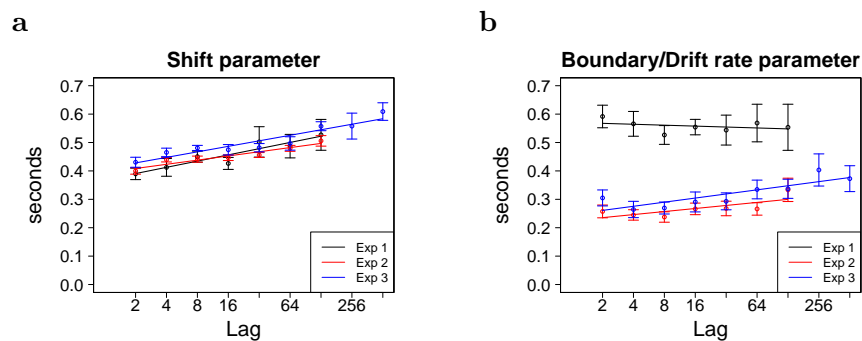 a
Shift parameter
seconds
0.7
0.6
0.5
0.4
0.3
0.2
0.1
0.0
2 4 8 16 64 256
Lag
Exp 1
Exp 2
Exp 3
b
Boundary/Drift rate parameter
seconds
0.7
0.6
0.5
0.4
0.3
0.2
0.1
0.0
2 4 8 16 64 256
Lag
Exp 1
Exp 2
Exp 3